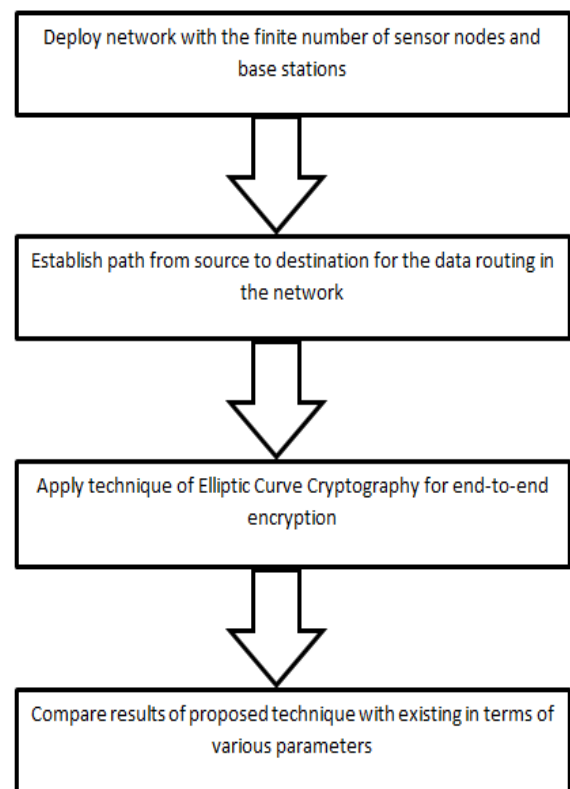 Deploy network with the finite number of sensor nodes and
base stations
Establish path from source to destination for the data routing in
the network
Apply technique of Elliptic Curve Cryptography for end-to-end
encryption
Compare results of proposed technique with existing in terms of
various parameters